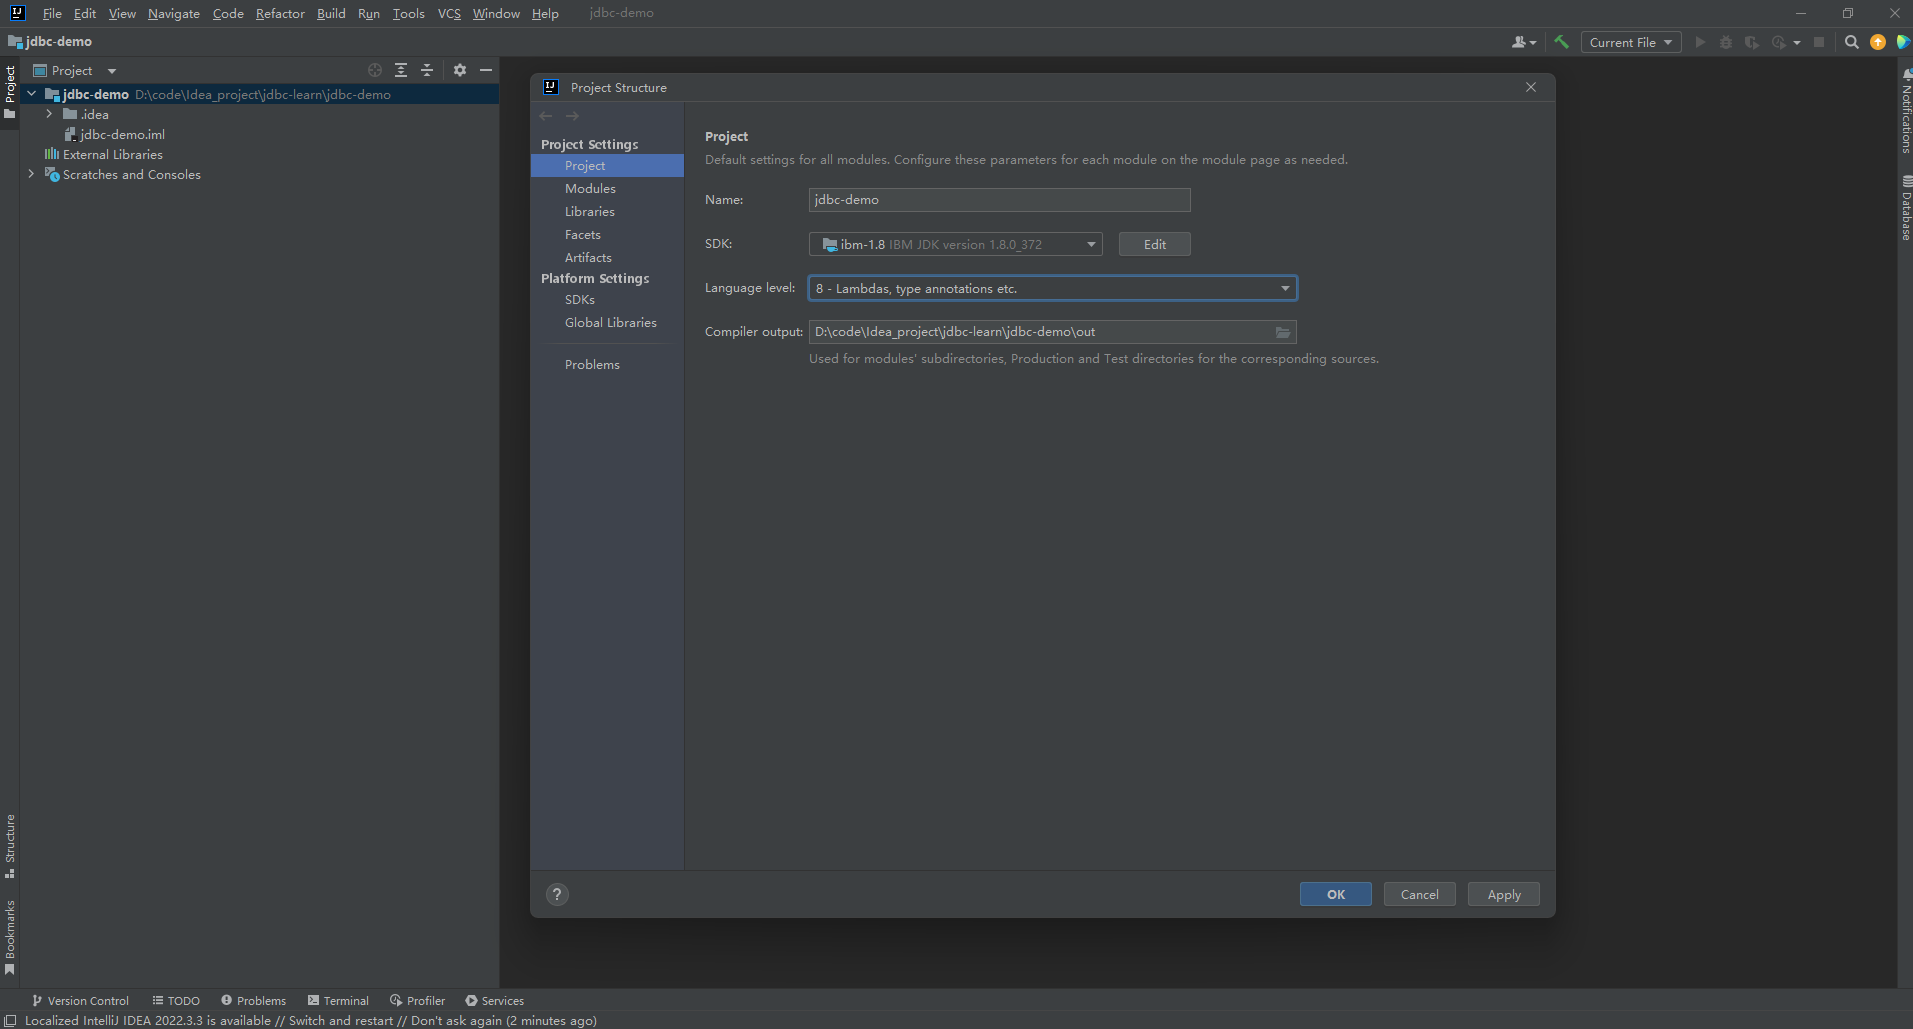 File Edit View Navigate Code Refactor Build Run Tools VCS Window Help jdbc-demo
jdbc-demo
Current File
Project
Project
jdbc-demo D:\code\Idea_project\jdbc-learn\jdbc-demo
.idea
jdbc-demo.iml
External Libraries
Scratches and Consoles
Structure
Bookmarks
Project Structure
Project Settings
Project
Modules
Libraries
Facets
Artifacts
Platform Settings
SDKs
Global Libraries
Problems
Project
Default settings for all modules. Configure these parameters for each module on the module page as needed.
Name: jdbc-demo
SDK: ibm-1.8 IBM JDK version 1.8.0_372 Edit
Language level: 8 - Lambdas, type annotations etc.
Compiler output: D:\code\Idea_project\jdbc-learn\jdbc-demo\out
Used for modules' subdirectories, Production and Test directories for the corresponding sources.
? OK Cancel Apply
Notifications
Database
Version Control TODO Problems Terminal Profiler Services
Localized IntelliJ IDEA 2022.3.3 is available // Switch and restart // Don't ask again (2 minutes ago)